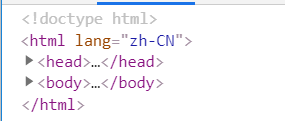 <!doctype html>
<html lang="zh-CN">
<head>…</head>
<body>…</body>
</html>